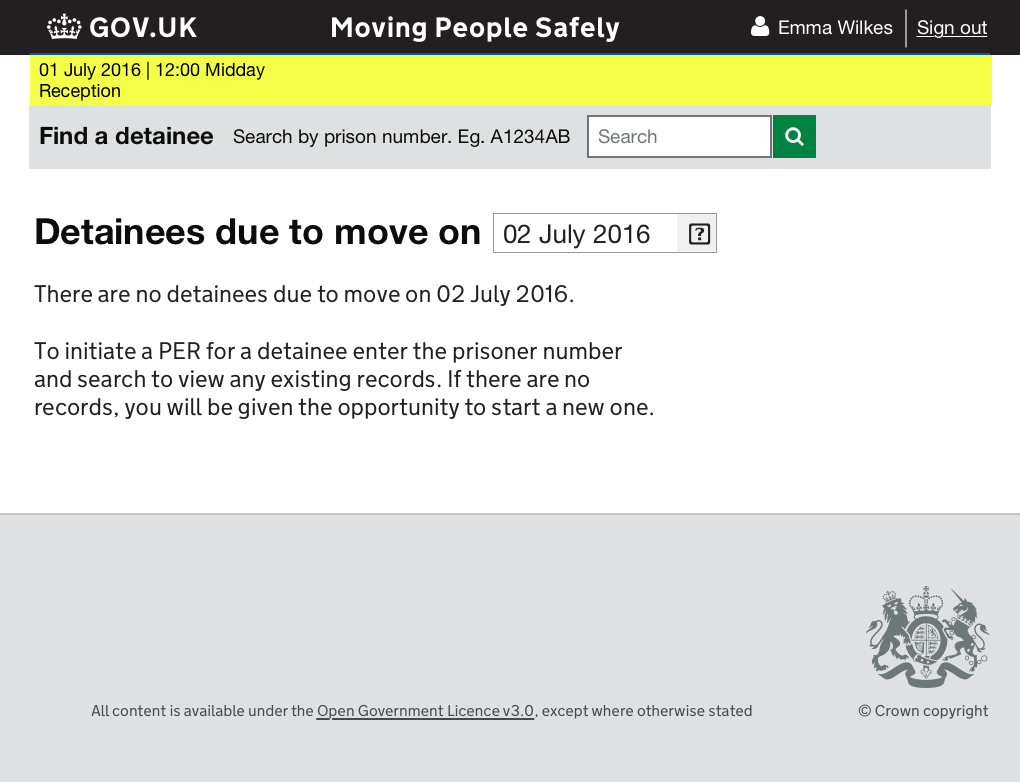 GOV.UK
Moving People Safely
Emma Wilkes
Sign out
01 July 2016 | 12:00 Midday
Reception
Find a detainee
Search by prison number. Eg. A1234AB
Search
Detainees due to move on
02 July 2016
?
There are no detainees due to move on 02 July 2016.
To initiate a PER for a detainee enter the prisoner number
and search to view any existing records. If there are no
records, you will be given the opportunity to start a new one.
All content is available under the Open Government Licence v3.0, except where otherwise stated
© Crown copyright